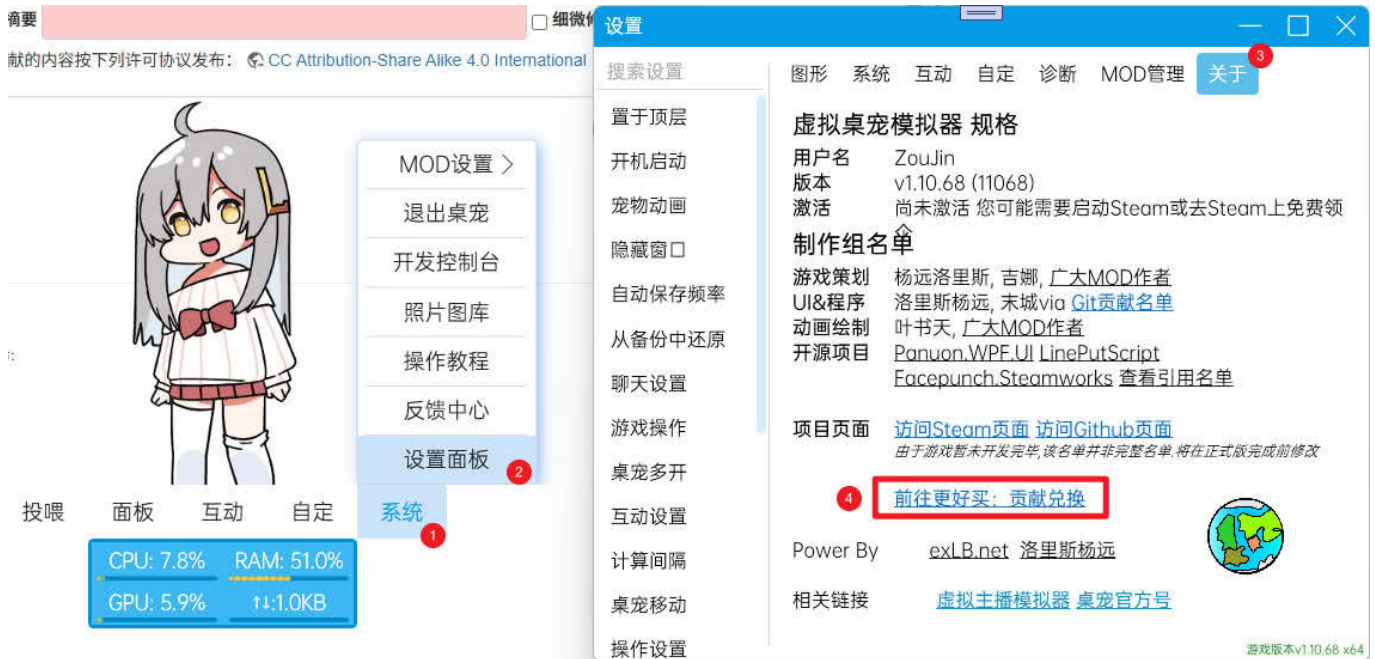 摘要
细微
献的内容按下列许可协议发布： CC Attribution-Share Alike 4.0 International
MOD设置
退出桌宠
开发控制台
照片图库
操作教程
反馈中心
设置面板
2
投喂 面板 互动 自定 系统
1
CPU: 7.8% RAM: 51.0%
GPU: 5.9% ↑↓:1.0KB
设置
搜索设置
置于顶层
开机启动
宠物动画
隐藏窗口
自动保存频率
从备份中还原
聊天设置
游戏操作
桌宠多开
互动设置
计算间隔
桌宠移动
操作设置
图形 系统 互动 自定 诊断 MOD管理 关于
3
虚拟桌宠模拟器 规格
用户名 ZouJin
版本 v1.10.68 (11068)
激活 尚未激活 您可能需要启动Steam或去Steam上免费领
制作组名单
游戏策划 杨远洛里斯, 吉娜, 广大MOD作者
UI&程序 洛里斯杨远, 末城via Git贡献名单
动画绘制 叶书天, 广大MOD作者
开源项目 Panuon.WPF.UI LinePutScript
Facepunch.Steamworks 查看引用名单
项目页面 访问Steam页面 访问Github页面
由于游戏暂未开发完毕,该名单并非完整名单,将在正式版完成前修改
4 前往更好买：贡献兑换
Power By exLB.net 洛里斯杨远
相关链接 虚拟主播模拟器 桌宠官方号
游戏版本v1.10.68 x64